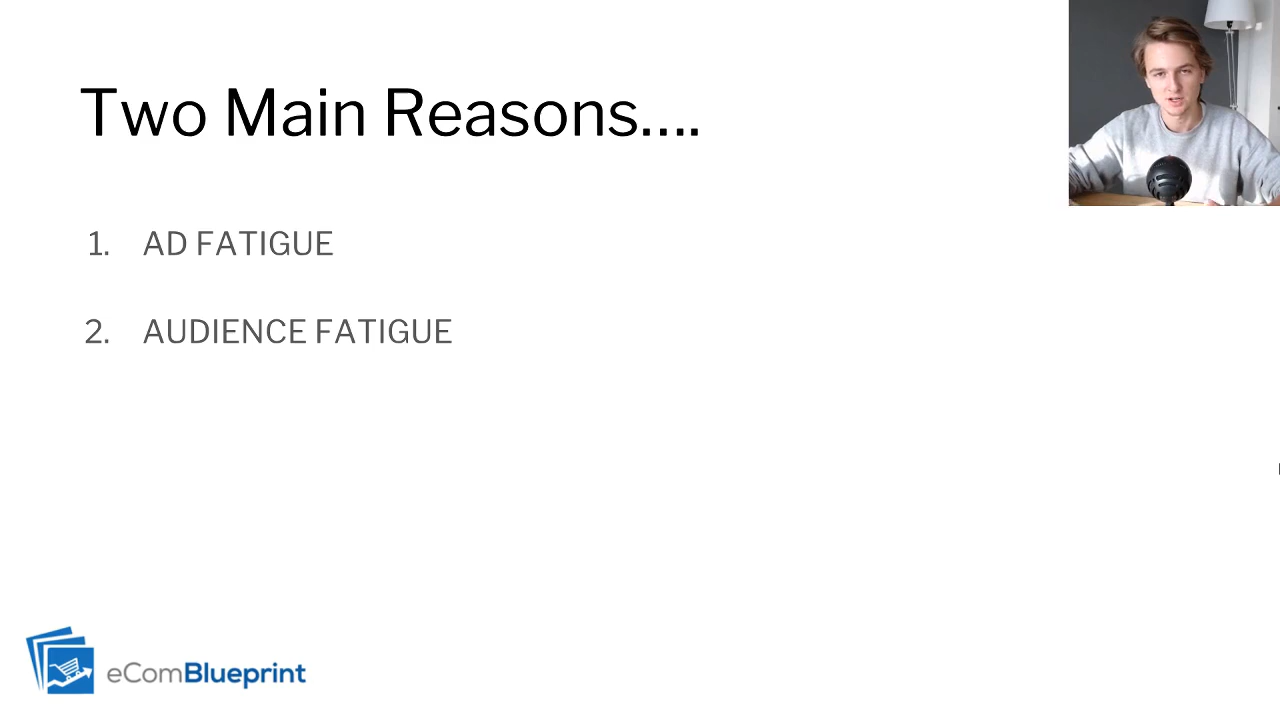 Two Main Reasons....
1. AD FATIGUE
2. AUDIENCE FATIGUE
eComBlueprint